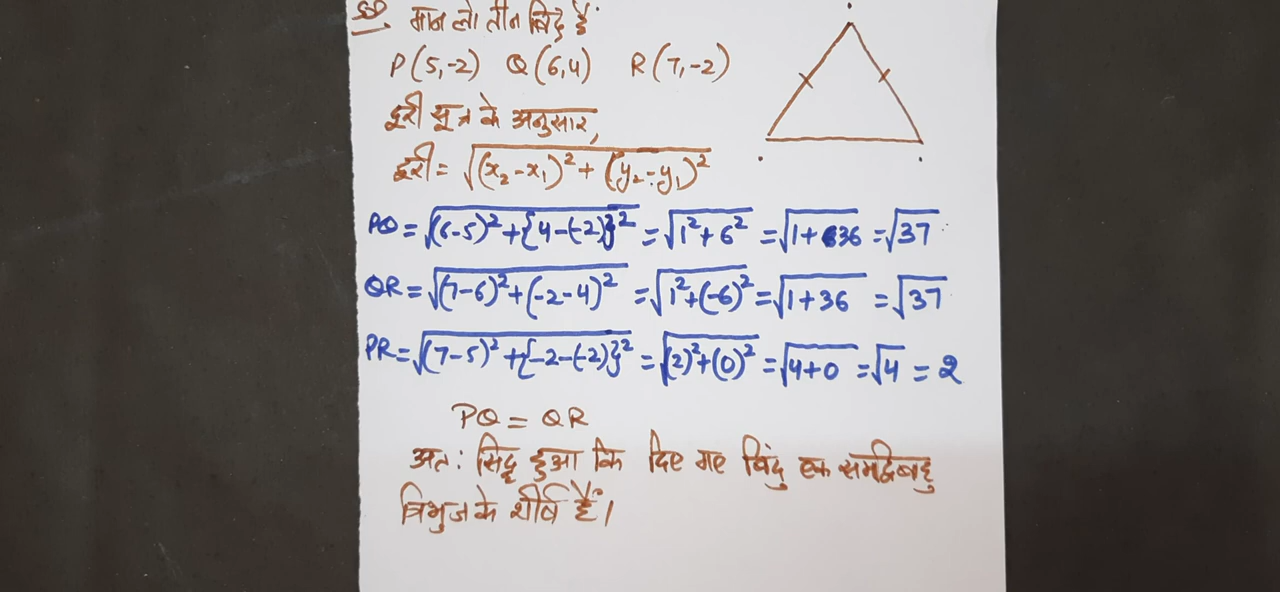 मान लो तीन बिंदु हैं
P(5,-2) Q(6,4) R(7,-2)
दूरी सूत्र के अनुसार,
दूरी = √(x₂-x₁)² + (y₂-y₁)²
PQ = √(6-5)² + {4-(-2)}² = √1² + 6² = √1+36 = √37
QR = √(7-6)² + (-2-4)² = √1² + (-6)² = √1+36 = √37
PR = √(7-5)² + {-2-(-2)}² = √(2)² + (0)² = √4+0 = √4 = 2
PQ = QR
अत: सिद्ध हुआ कि दिए गए बिंदु एक समद्विबाहु
त्रिभुज के शीर्ष हैं।